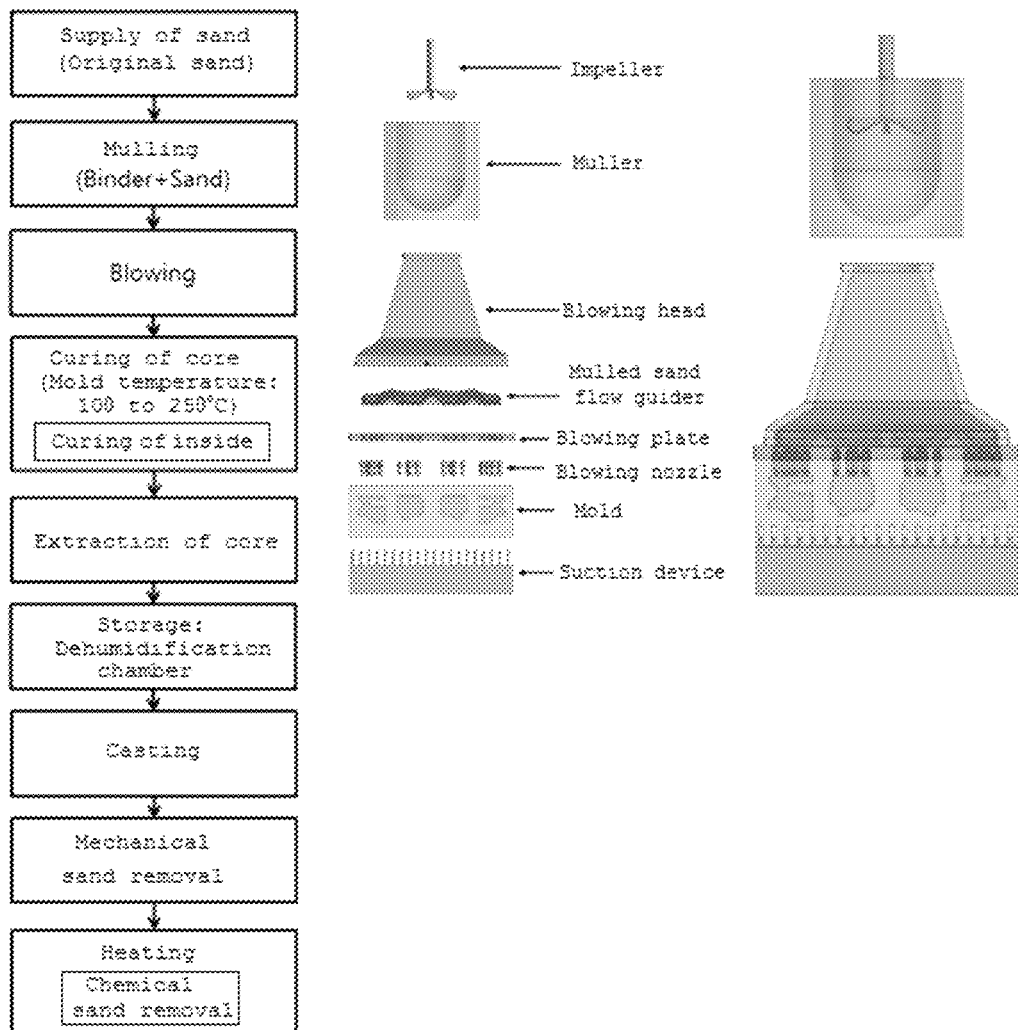 Supply of sand
(Original sand)
Mulling
(Binder+Sand)
Blowing
Curing of core
(Mold temperature:
100 to 250°C)
Curing of inside
Extraction of core
Storage:
Dehumidification
chamber
Casting
Mechanical
sand removal
Heating
Chemical
sand removal
Impeller
Muller
Blowing head
Mulled sand
flow guider
Blowing plate
Blowing nozzle
Mold
Suction device